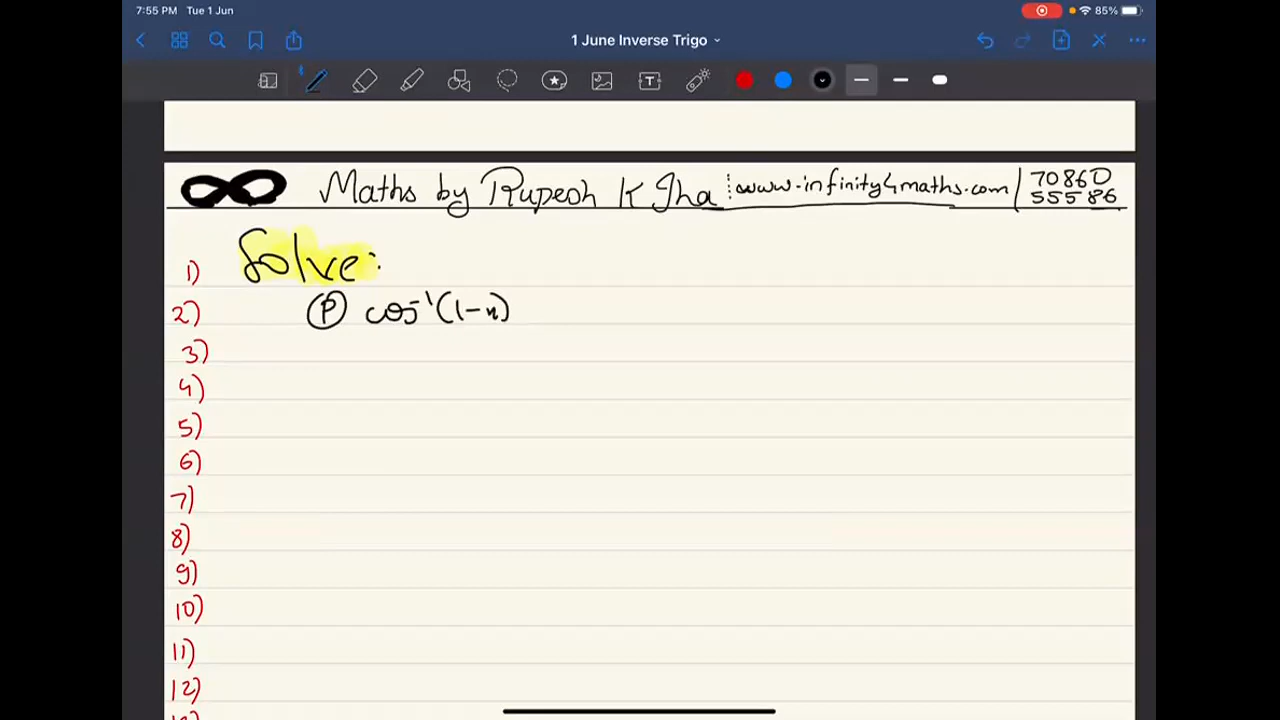 7:55 PM Tue 1 Jun 85%
1 June Inverse Trigo
∞ Maths by Rupesh K Jha www.infinity4maths.com 70860 55586
1) Solve:
2) (P) cos⁻¹(1-x)
3)
4)
5)
6)
7)
8)
9)
10)
11)
12)